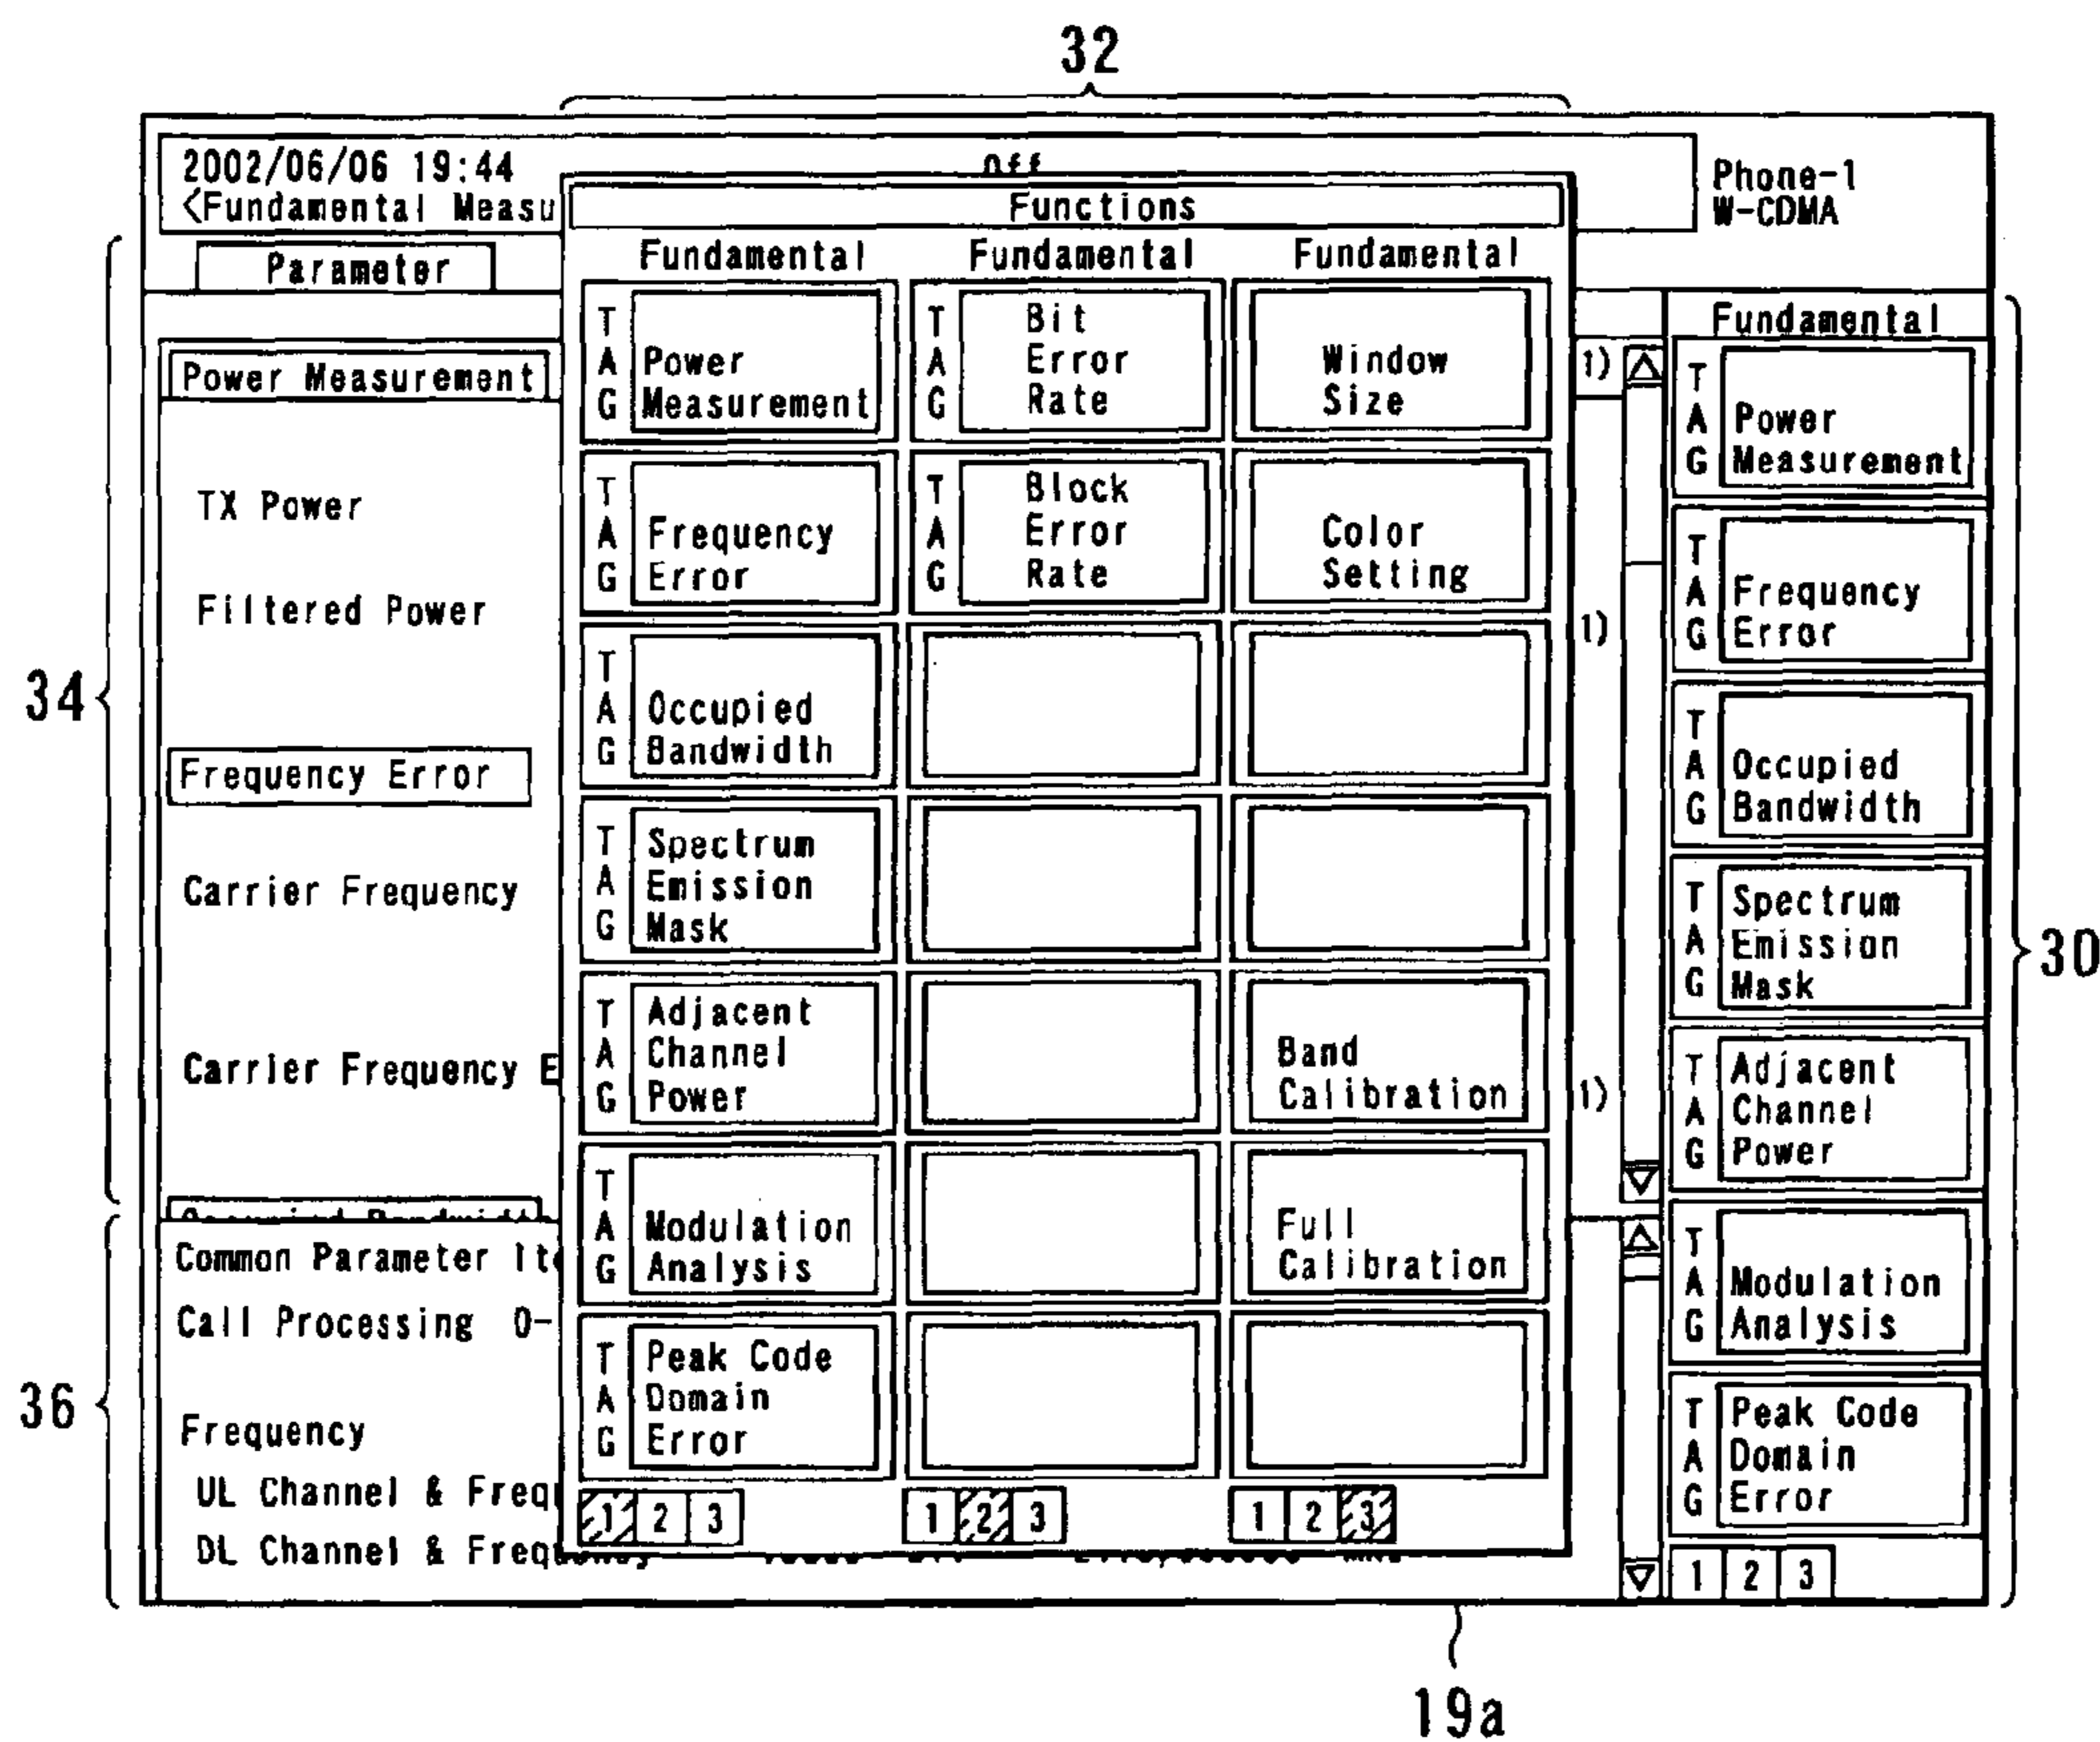 32
2002/06/06 19:44
Off
<Fundamental Measu
Phone-1
W-CDMA
Functions
Parameter
Fundamental Fundamental Fundamental
Fundamental
34
30
36
Power Measurement
TX Power
Filtered Power
Frequency Error
Carrier Frequency
Carrier Frequency E
Common Parameter Ite
Call Processing 0-
Frequency
UL Channel & Freq
DL Channel & Frequency
TAG
Power
Measurement
TAG
Frequency
Error
TAG
Occupied
Bandwidth
TAG
Spectrum
Emission
Mask
TAG
Adjacent
Channel
Power
TAG
Modulation
Analysis
TAG
Peak Code
Domain
Error
1 2 3
TAG
Bit
Error
Rate
TAG
Block
Error
Rate
1 2 3
Window
Size
Color
Setting
Band
Calibration
Full
Calibration
1 2 3
1)
1)
1)
TAG
Power
Measurement
TAG
Frequency
Error
TAG
Occupied
Bandwidth
TAG
Spectrum
Emission
Mask
TAG
Adjacent
Channel
Power
TAG
Modulation
Analysis
TAG
Peak Code
Domain
Error
1 2 3
19a